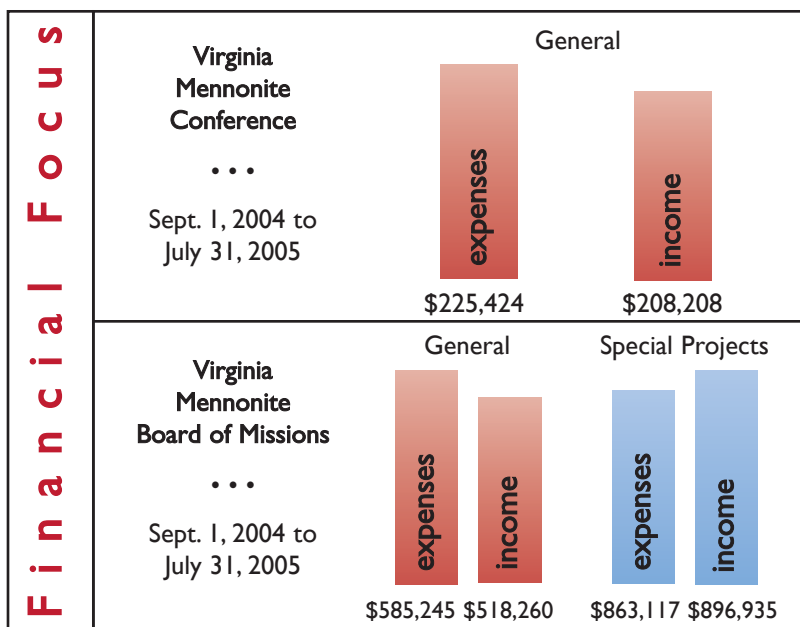 Financial Focus
Virginia
Mennonite
Conference
...
Sept. 1, 2004 to
July 31, 2005
General
expenses
income
$225,424
$208,208
Virginia
Mennonite
Board of Missions
...
Sept. 1, 2004 to
July 31, 2005
General
expenses
income
$585,245
$518,260
Special Projects
expenses
income
$863,117
$896,935